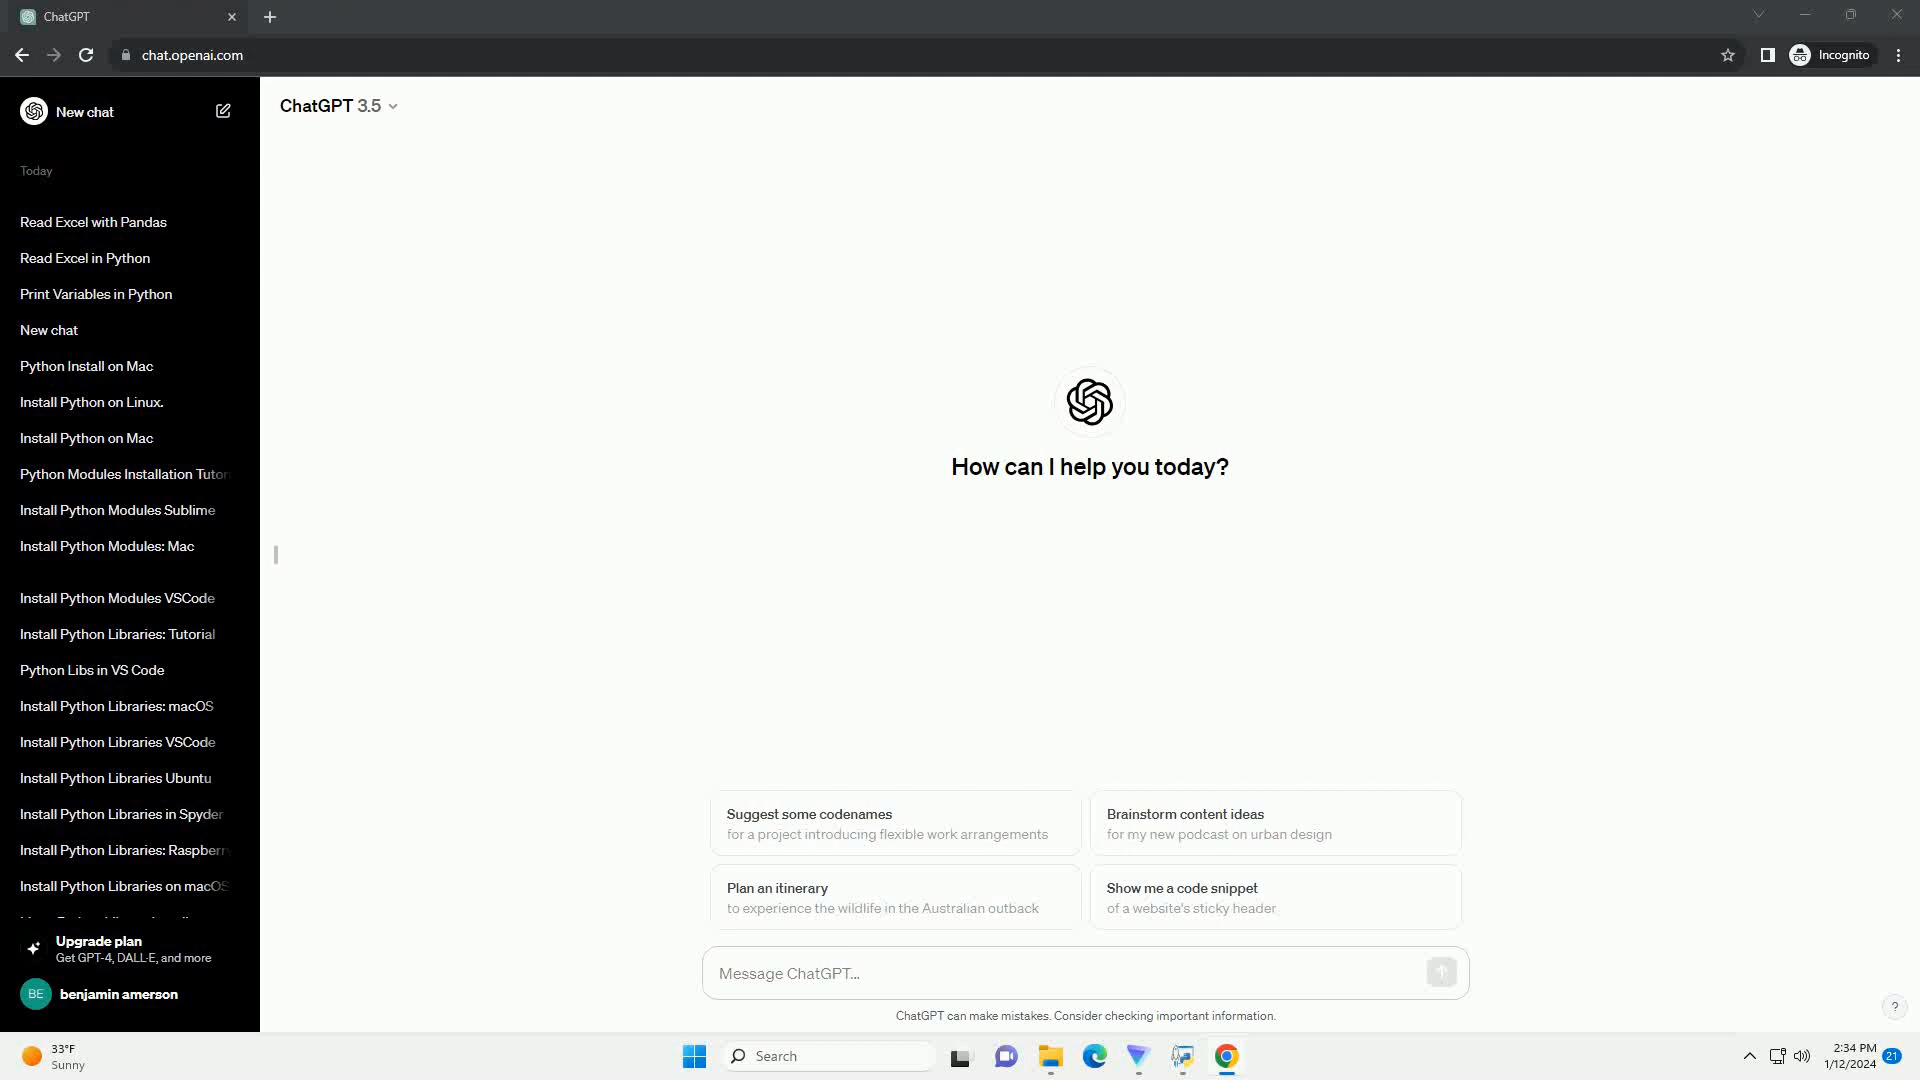 ChatGPT
chat.openai.com
Incognito
New chat
ChatGPT 3.5
Today
Read Excel with Pandas
Read Excel in Python
Print Variables in Python
New chat
Python Install on Mac
Install Python on Linux.
Install Python on Mac
Python Modules Installation Tutor
Install Python Modules Sublime
Install Python Modules: Mac
Install Python Modules VSCode
Install Python Libraries: Tutorial
Python Libs in VS Code
Install Python Libraries: macOS
Install Python Libraries VSCode
Install Python Libraries Ubuntu
Install Python Libraries in Spyder
Install Python Libraries: Raspberry
Install Python Libraries on macOS
Upgrade plan
Get GPT-4, DALL·E, and more
BE benjamin amerson
How can I help you today?
Suggest some codenames
for a project introducing flexible work arrangements
Brainstorm content ideas
for my new podcast on urban design
Plan an itinerary
to experience the wildlife in the Australian outback
Show me a code snippet
of a website's sticky header
Message ChatGPT...
ChatGPT can make mistakes. Consider checking important information.
?
33°F
Sunny
Search
2:34 PM
1/12/2024
21